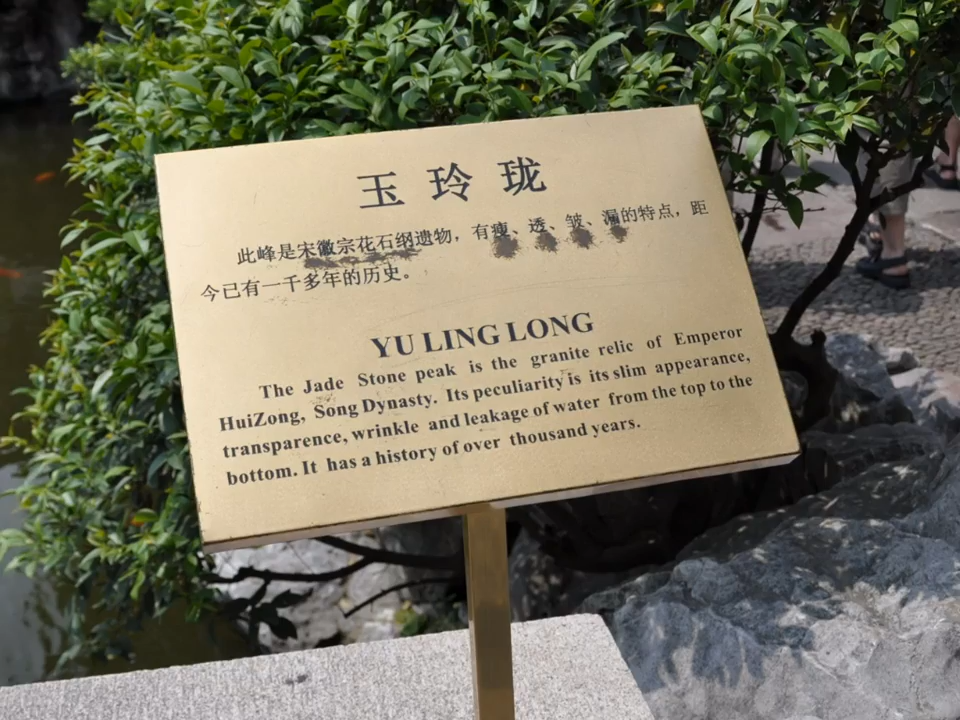 玉玲珑
此峰是宋徽宗花石纲遗物，有瘦、透、皱、漏的特点，距
今已有一千多年的历史。
YU LING LONG
The Jade Stone peak is the granite relic of Emperor
HuiZong, Song Dynasty. Its peculiarity is its slim appearance,
transparence, wrinkle and leakage of water from the top to the
bottom. It has a history of over thousand years.